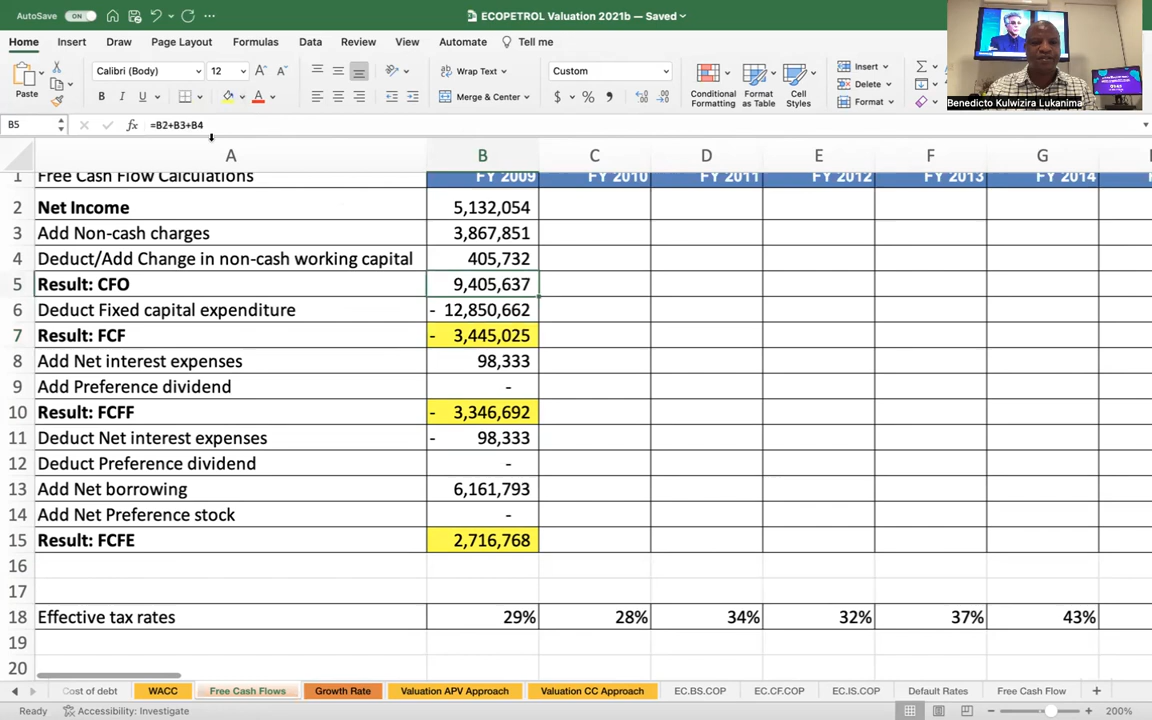 AutoSave ON ECOPETROL Valuation 2021b — Saved
Home Insert Draw Page Layout Formulas Data Review View Automate Tell me
Paste Calibri (Body) 12 A A Wrap Text Custom Insert
B I U A Merge & Center $ % Conditional Formatting Format as Table Cell Styles Delete Format
Benedicto Kulwizira Lukanima
B5 fx =B2+B3+B4
A B C D E F G
1 Free Cash Flow Calculations FY 2009 FY 2010 FY 2011 FY 2012 FY 2013 FY 2014
2 Net Income 5,132,054
3 Add Non-cash charges 3,867,851
4 Deduct/Add Change in non-cash working capital 405,732
5 Result: CFO 9,405,637
6 Deduct Fixed capital expenditure - 12,850,662
7 Result: FCF - 3,445,025
8 Add Net interest expenses 98,333
9 Add Preference dividend -
10 Result: FCFF - 3,346,692
11 Deduct Net interest expenses - 98,333
12 Deduct Preference dividend -
13 Add Net borrowing 6,161,793
14 Add Net Preference stock -
15 Result: FCFE 2,716,768
16
17
18 Effective tax rates 29% 28% 34% 32% 37% 43%
19
20
Cost of debt WACC Free Cash Flows Growth Rate Valuation APV Approach Valuation CC Approach EC.BS.COP EC.CF.COP EC.IS.COP Default Rates Free Cash Flow +
Ready Accessibility: Investigate 200%